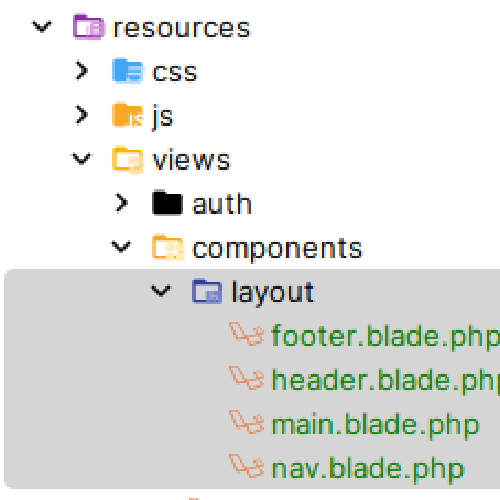 resources
css
js
views
auth
components
layout
footer.blade.php
header.blade.php
main.blade.php
nav.blade.php